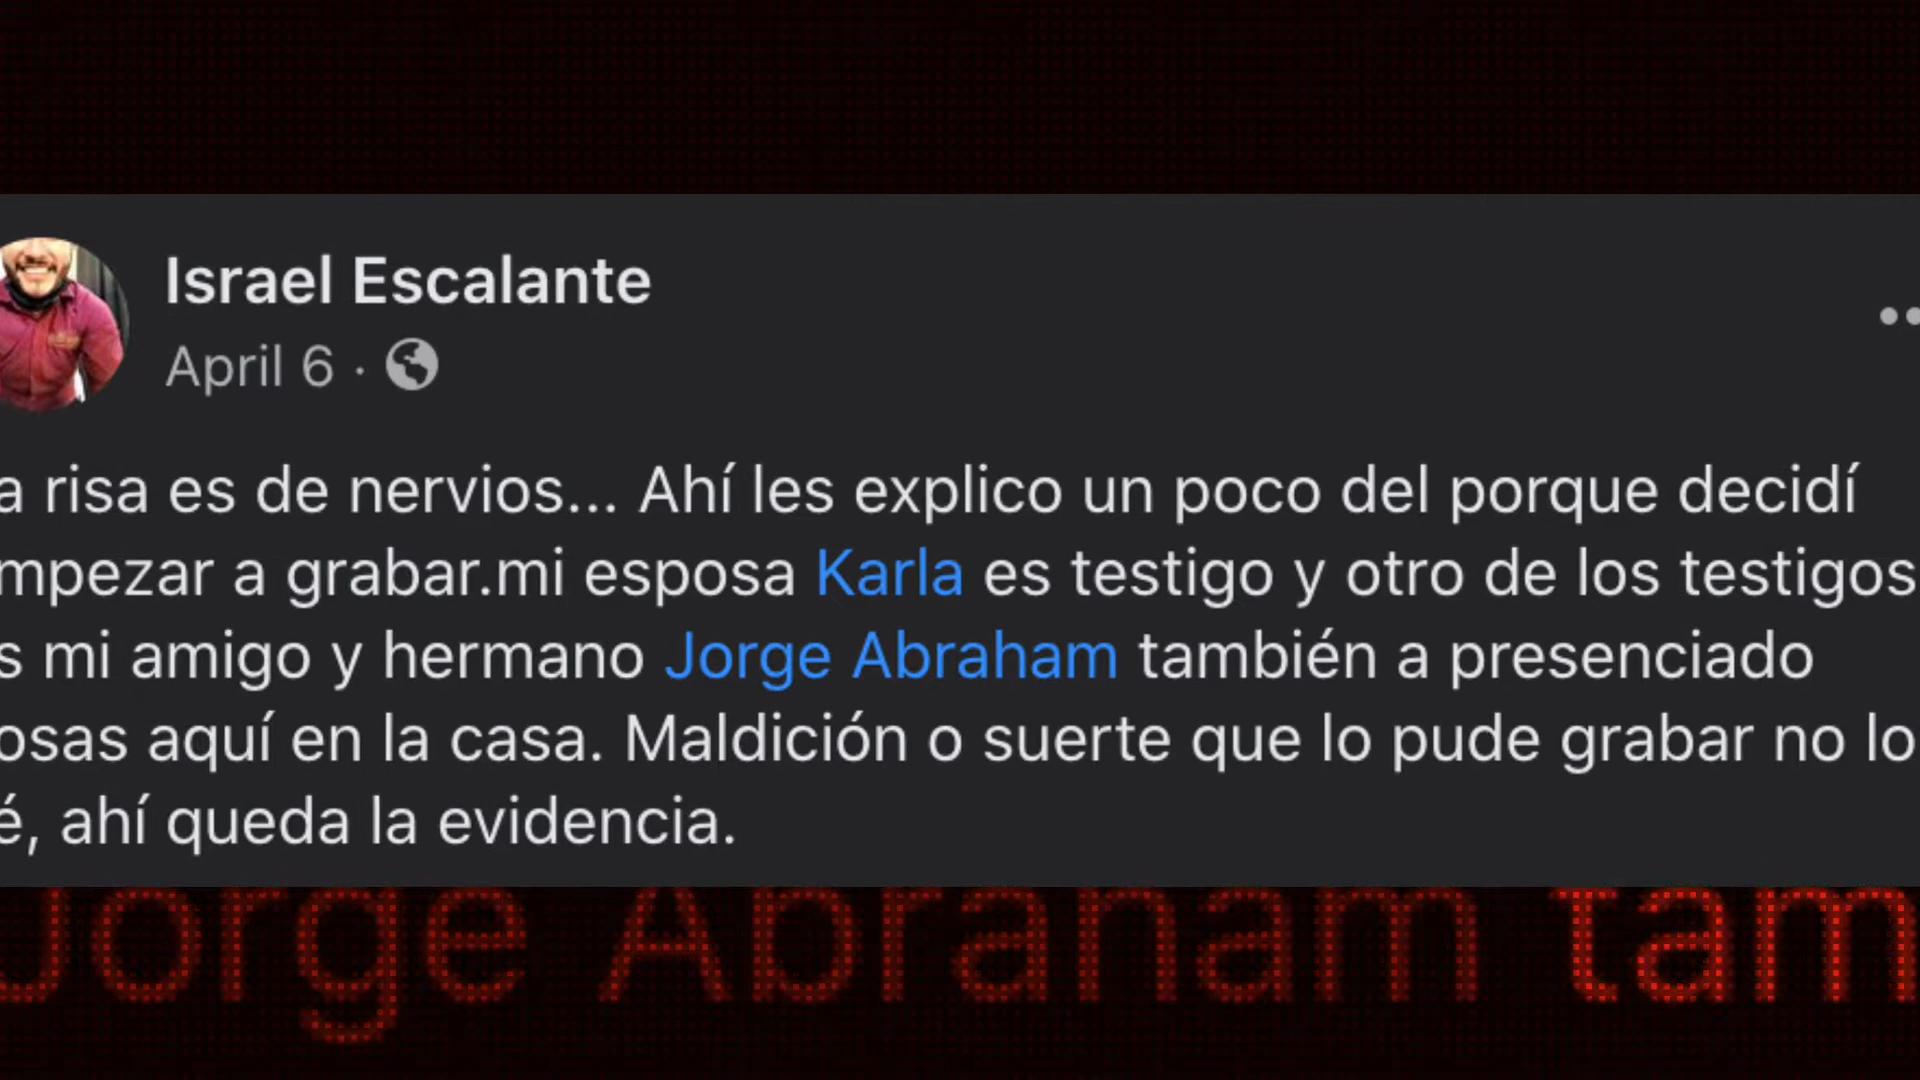 Israel Escalante
April 6 ·
a risa es de nervios... Ahí les explico un poco del porque decidí
mpezar a grabar.mi esposa Karla es testigo y otro de los testigos
s mi amigo y hermano Jorge Abraham también a presenciado
osas aquí en la casa. Maldición o suerte que lo pude grabar no lo
é, ahí queda la evidencia.
Jorge Abraham tam